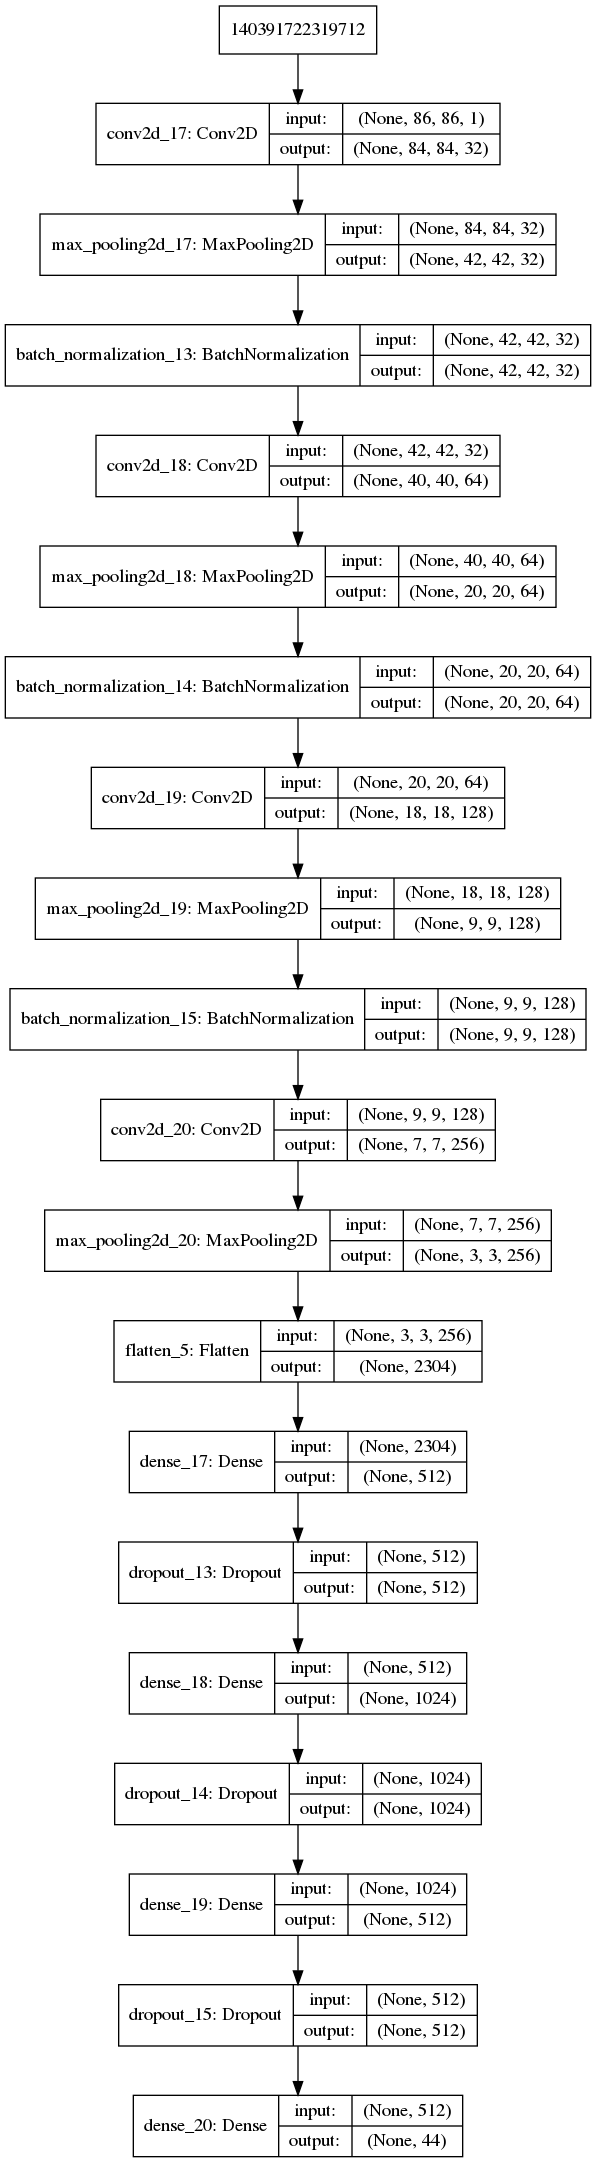 140391722319712
conv2d_17: Conv2D
input: (None, 86, 86, 1)
output: (None, 84, 84, 32)
max_pooling2d_17: MaxPooling2D
input: (None, 84, 84, 32)
output: (None, 42, 42, 32)
batch_normalization_13: BatchNormalization
input: (None, 42, 42, 32)
output: (None, 42, 42, 32)
conv2d_18: Conv2D
input: (None, 42, 42, 32)
output: (None, 40, 40, 64)
max_pooling2d_18: MaxPooling2D
input: (None, 40, 40, 64)
output: (None, 20, 20, 64)
batch_normalization_14: BatchNormalization
input: (None, 20, 20, 64)
output: (None, 20, 20, 64)
conv2d_19: Conv2D
input: (None, 20, 20, 64)
output: (None, 18, 18, 128)
max_pooling2d_19: MaxPooling2D
input: (None, 18, 18, 128)
output: (None, 9, 9, 128)
batch_normalization_15: BatchNormalization
input: (None, 9, 9, 128)
output: (None, 9, 9, 128)
conv2d_20: Conv2D
input: (None, 9, 9, 128)
output: (None, 7, 7, 256)
max_pooling2d_20: MaxPooling2D
input: (None, 7, 7, 256)
output: (None, 3, 3, 256)
flatten_5: Flatten
input: (None, 3, 3, 256)
output: (None, 2304)
dense_17: Dense
input: (None, 2304)
output: (None, 512)
dropout_13: Dropout
input: (None, 512)
output: (None, 512)
dense_18: Dense
input: (None, 512)
output: (None, 1024)
dropout_14: Dropout
input: (None, 1024)
output: (None, 1024)
dense_19: Dense
input: (None, 1024)
output: (None, 512)
dropout_15: Dropout
input: (None, 512)
output: (None, 512)
dense_20: Dense
input: (None, 512)
output: (None, 44)